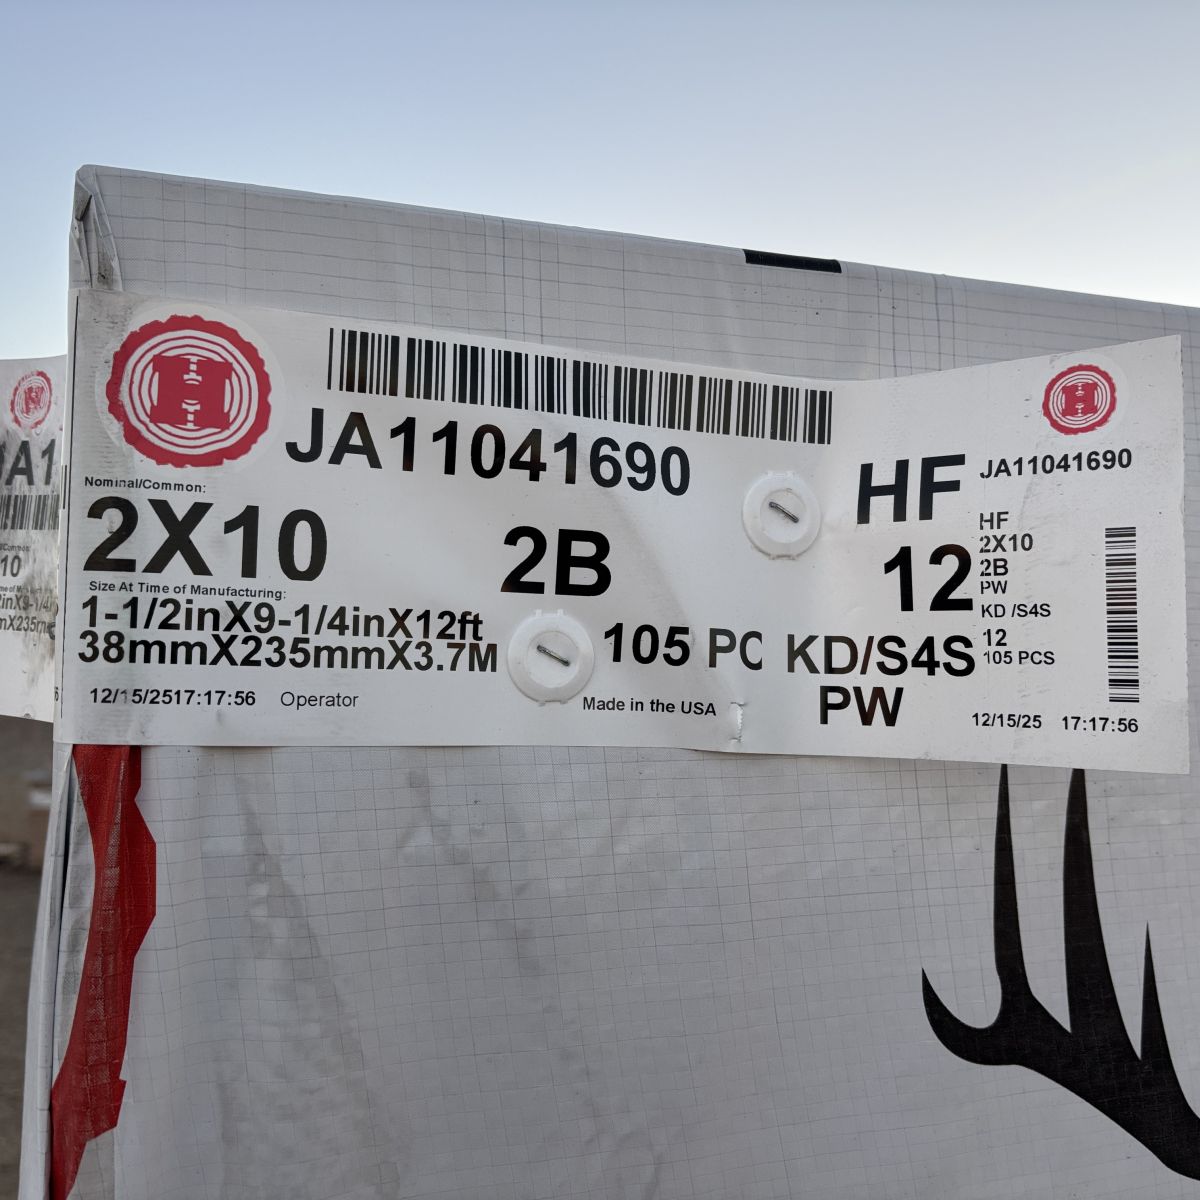 JA11041690
Nominal/Common:
2X10
2B
HF
12
Size At Time of Manufacturing:
1-1/2inX9-1/4inX12ft
38mmX235mmX3.7M
105 PC
KD/S4S
PW
12/15/2517:17:56 Operator
Made in the USA
H
JA11041690
HF
2X10
2B
PW
KD /S4S
12
105 PCS
12/15/25 17:17:56
H